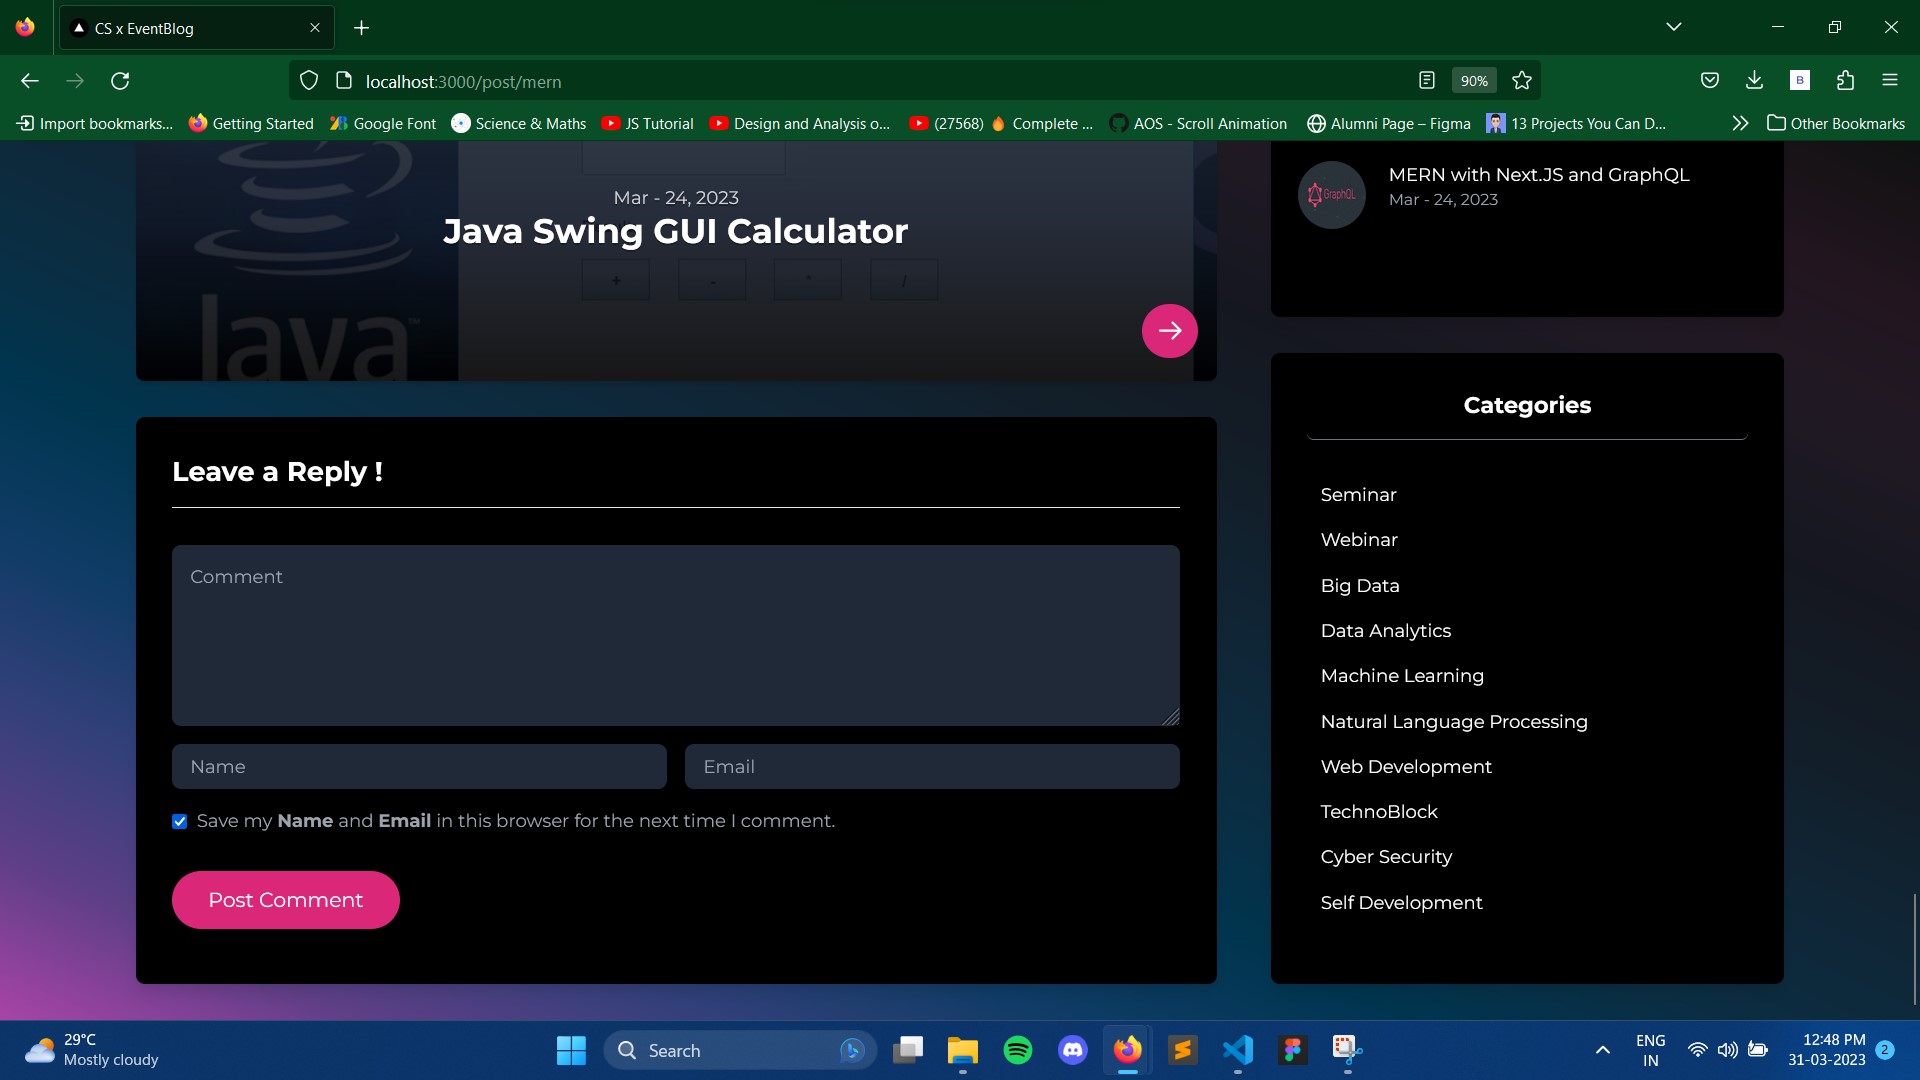 CS x EventBlog
localhost:3000/post/mern
90%
B
Import bookmarks...
Getting Started
Google Font
Science & Maths
JS Tutorial
Design and Analysis o...
(27568) 🔥 Complete ...
AOS - Scroll Animation
Alumni Page – Figma
13 Projects You Can D...
Other Bookmarks
Mar - 24, 2023
Java Swing GUI Calculator
+ - * /
Java™
GraphQL
MERN with Next.JS and GraphQL
Mar - 24, 2023
Leave a Reply !
Comment
Name
Email
Save my Name and Email in this browser for the next time I comment.
Post Comment
Categories
Seminar
Webinar
Big Data
Data Analytics
Machine Learning
Natural Language Processing
Web Development
TechnoBlock
Cyber Security
Self Development
29°C
Mostly cloudy
Search
ENG
IN
12:48 PM
31-03-2023
2